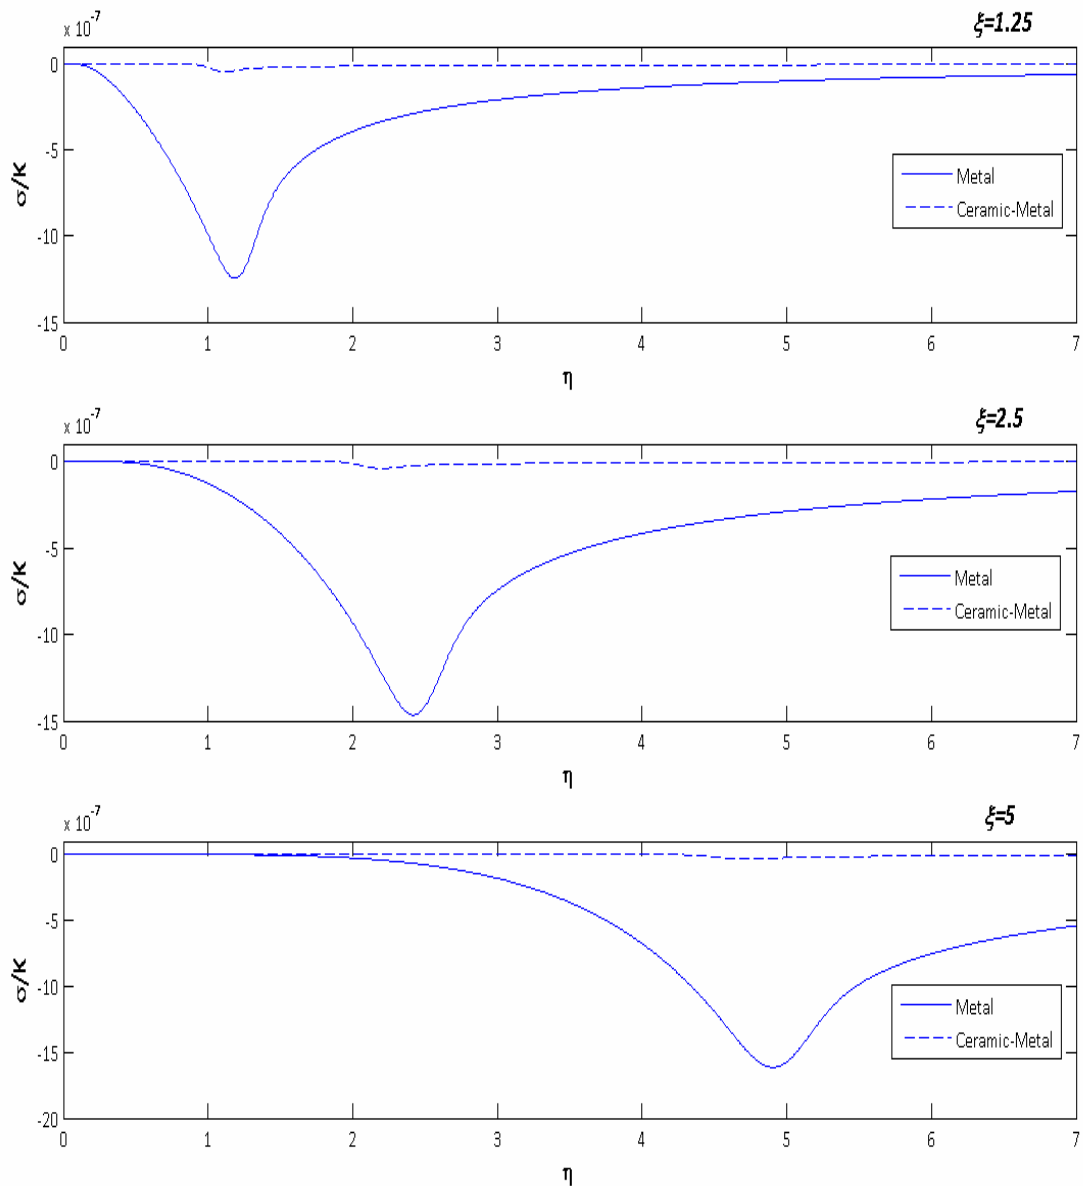 x 10-7
ξ=1.25
0
-5
-10
-15
σ/K
Metal
Ceramic-Metal
0 1 2 3 4 5 6 7
η
x 10-7
ξ=2.5
0
-5
-10
-15
σ/K
Metal
Ceramic-Metal
0 1 2 3 4 5 6 7
η
x 10-7
ξ=5
0
-5
-10
-15
-20
σ/K
Metal
Ceramic-Metal
0 1 2 3 4 5 6 7
η